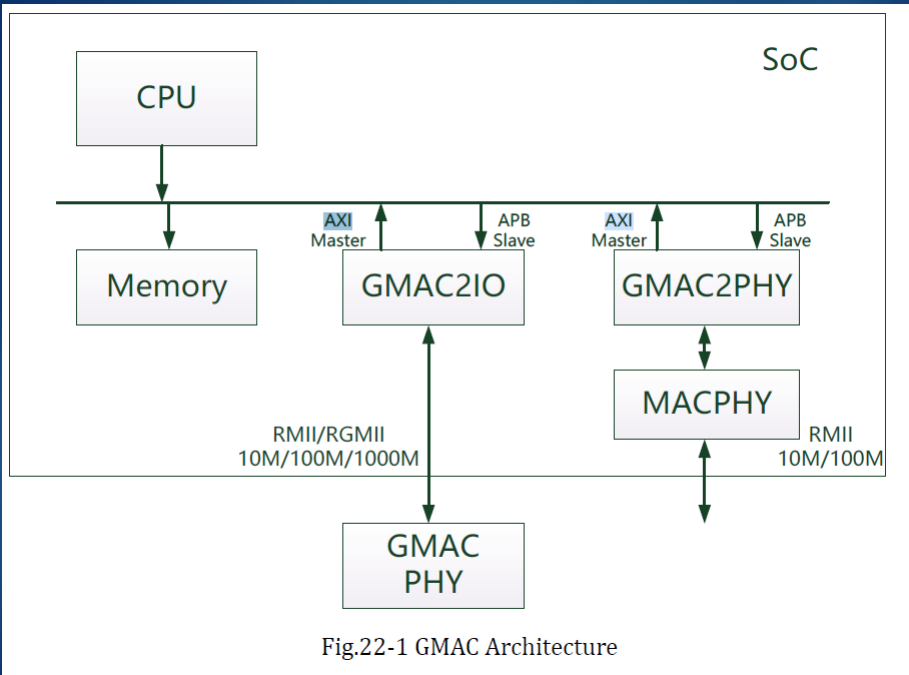 SoC
CPU
AXI
Master
APB
Slave
AXI
Master
APB
Slave
Memory
GMAC2IO
GMAC2PHY
MACPHY
RMII/RGMII
10M/100M/1000M
RMII
10M/100M
GMAC
PHY
Fig.22-1 GMAC Architecture